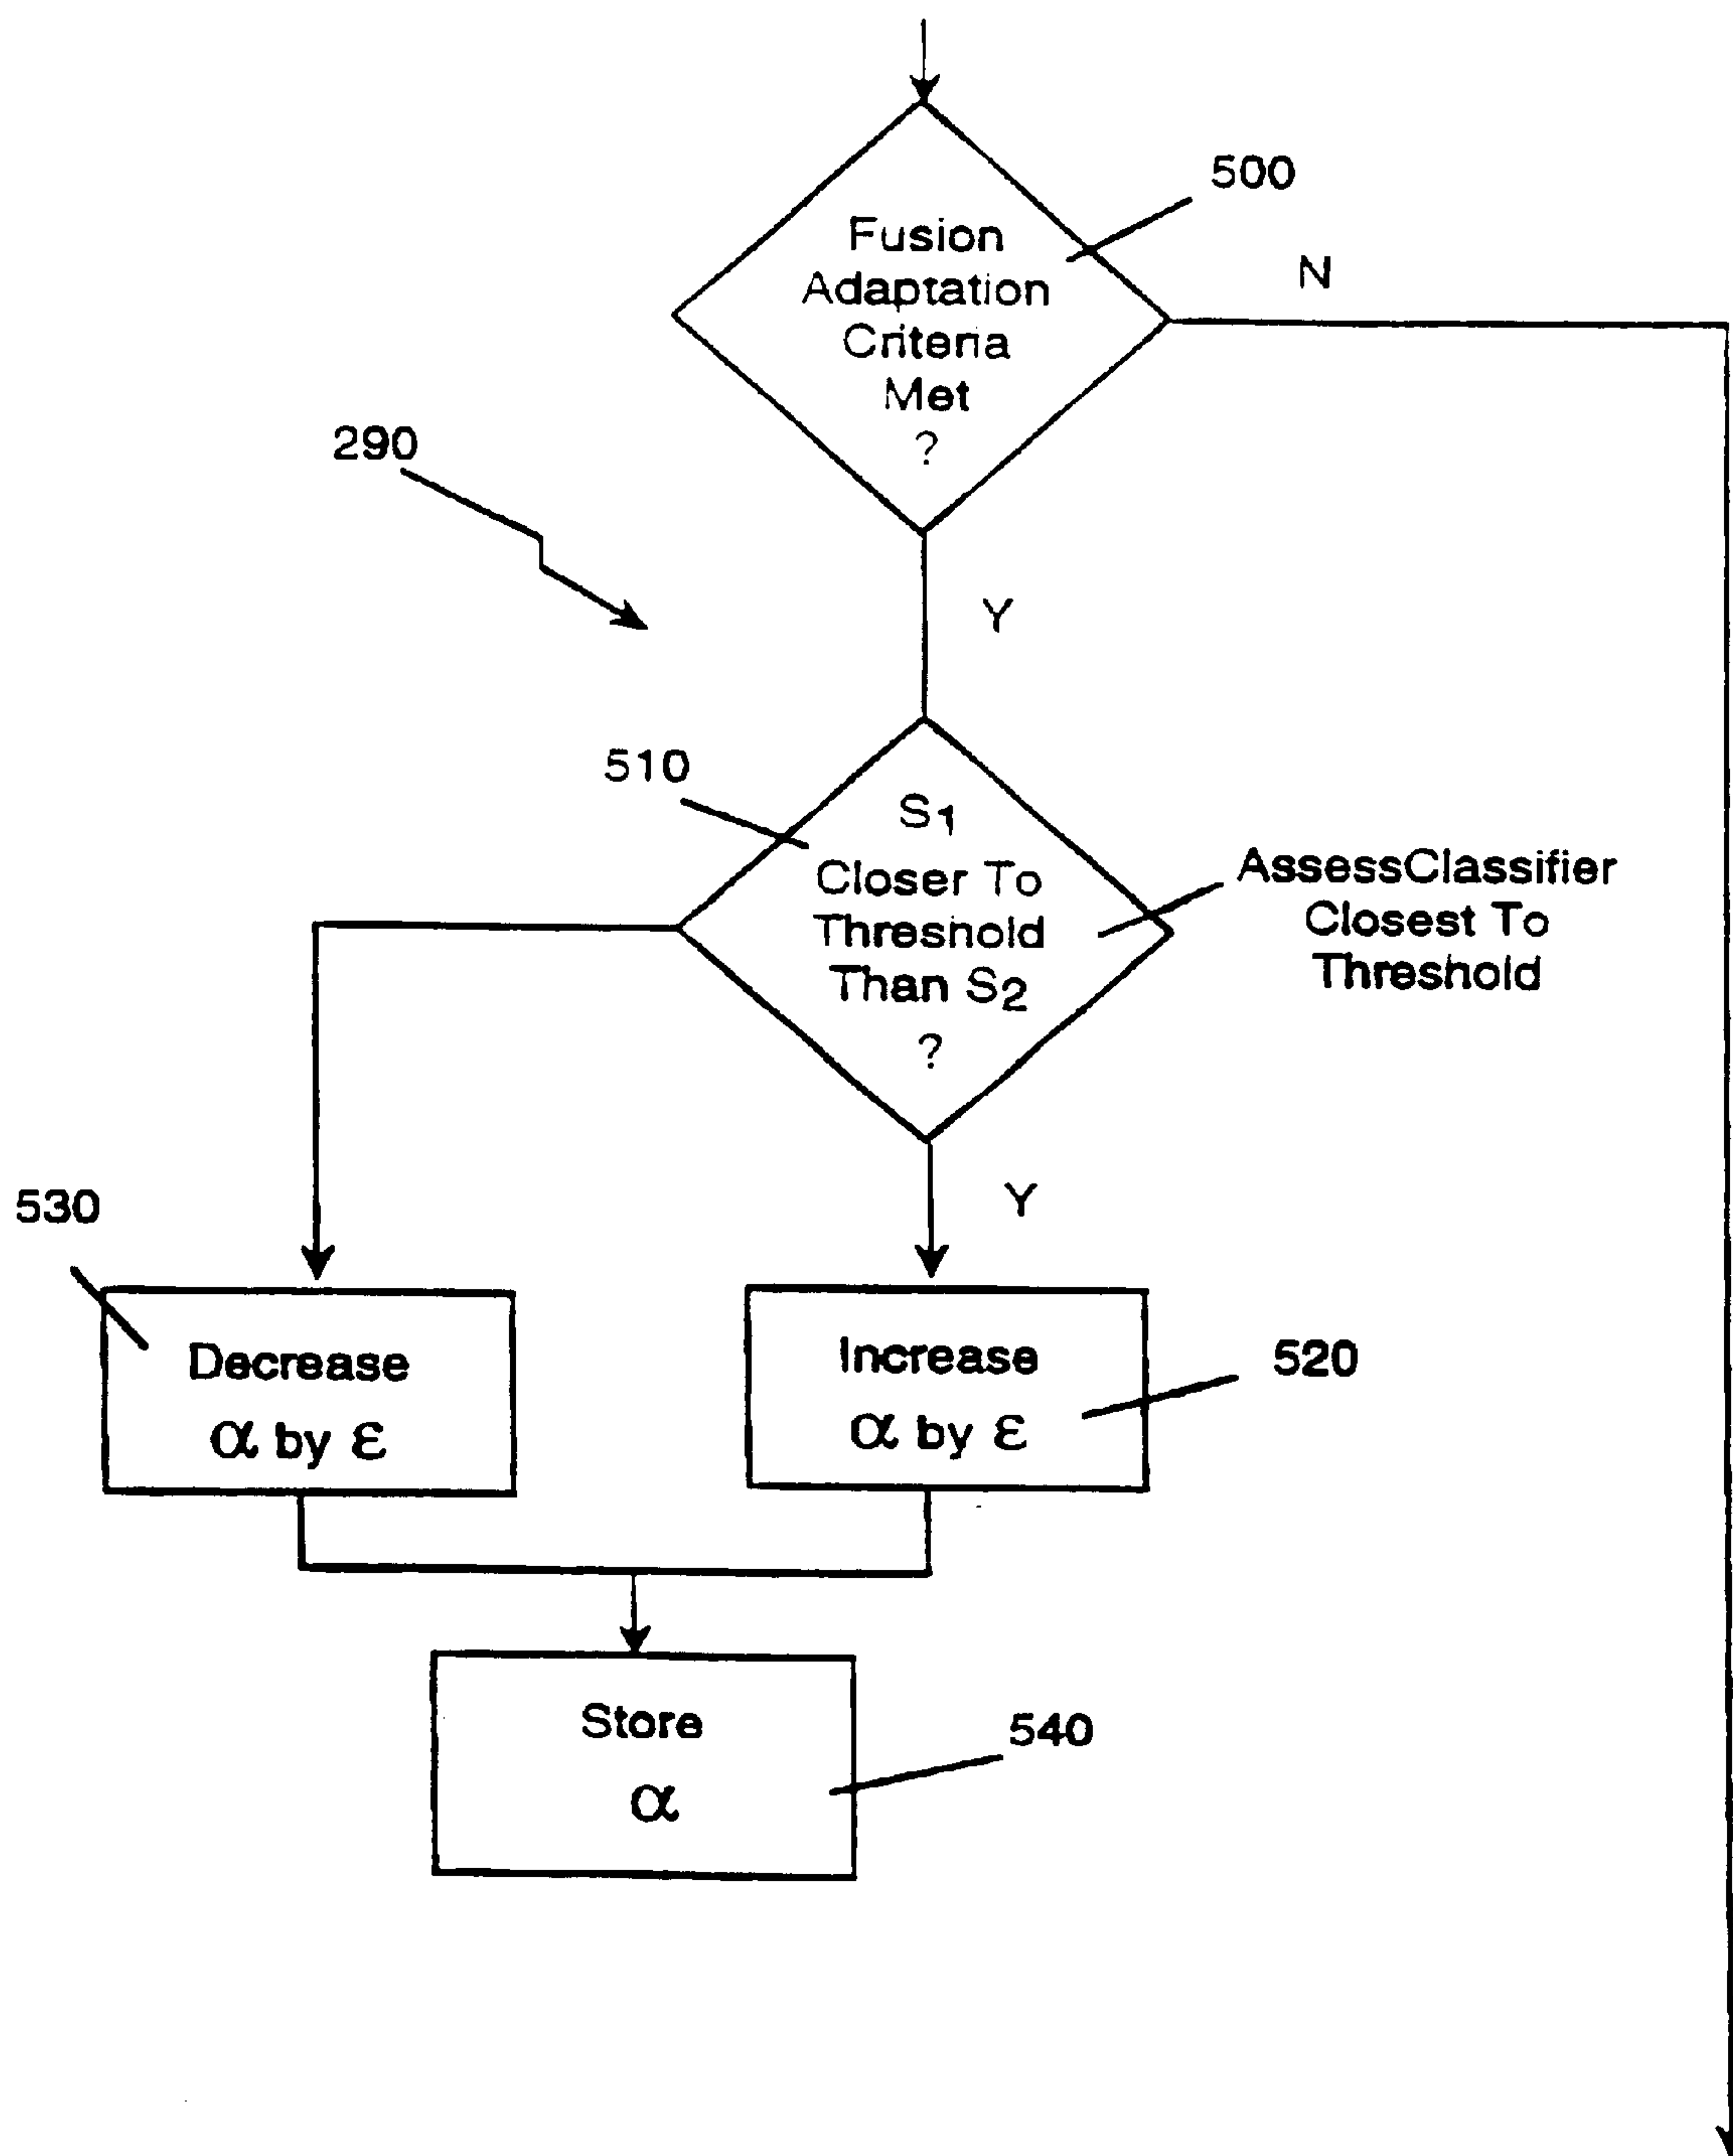 500
Fusion
Adaptation
Criteria
Met
?
N
290
Y
510
S1
Closer To
Threshold
Than S2
?
AssessClassifier
Closest To
Threshold
530
Y
Decrease
α by ε
Increase
α by ε
520
Store
α
540